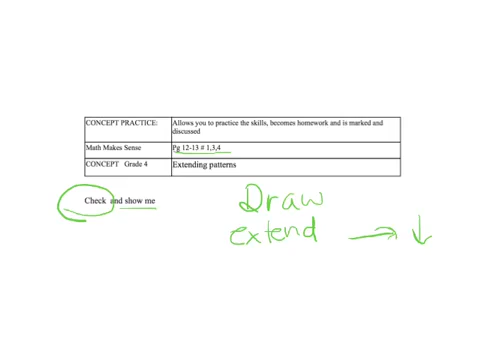 CONCEPT PRACTICE: Allows you to practice the skills, becomes homework and is marked and
discussed
Math Makes Sense Pg 12-13 # 1,3,4
CONCEPT Grade 4 Extending patterns
Check and show me
Draw
extend